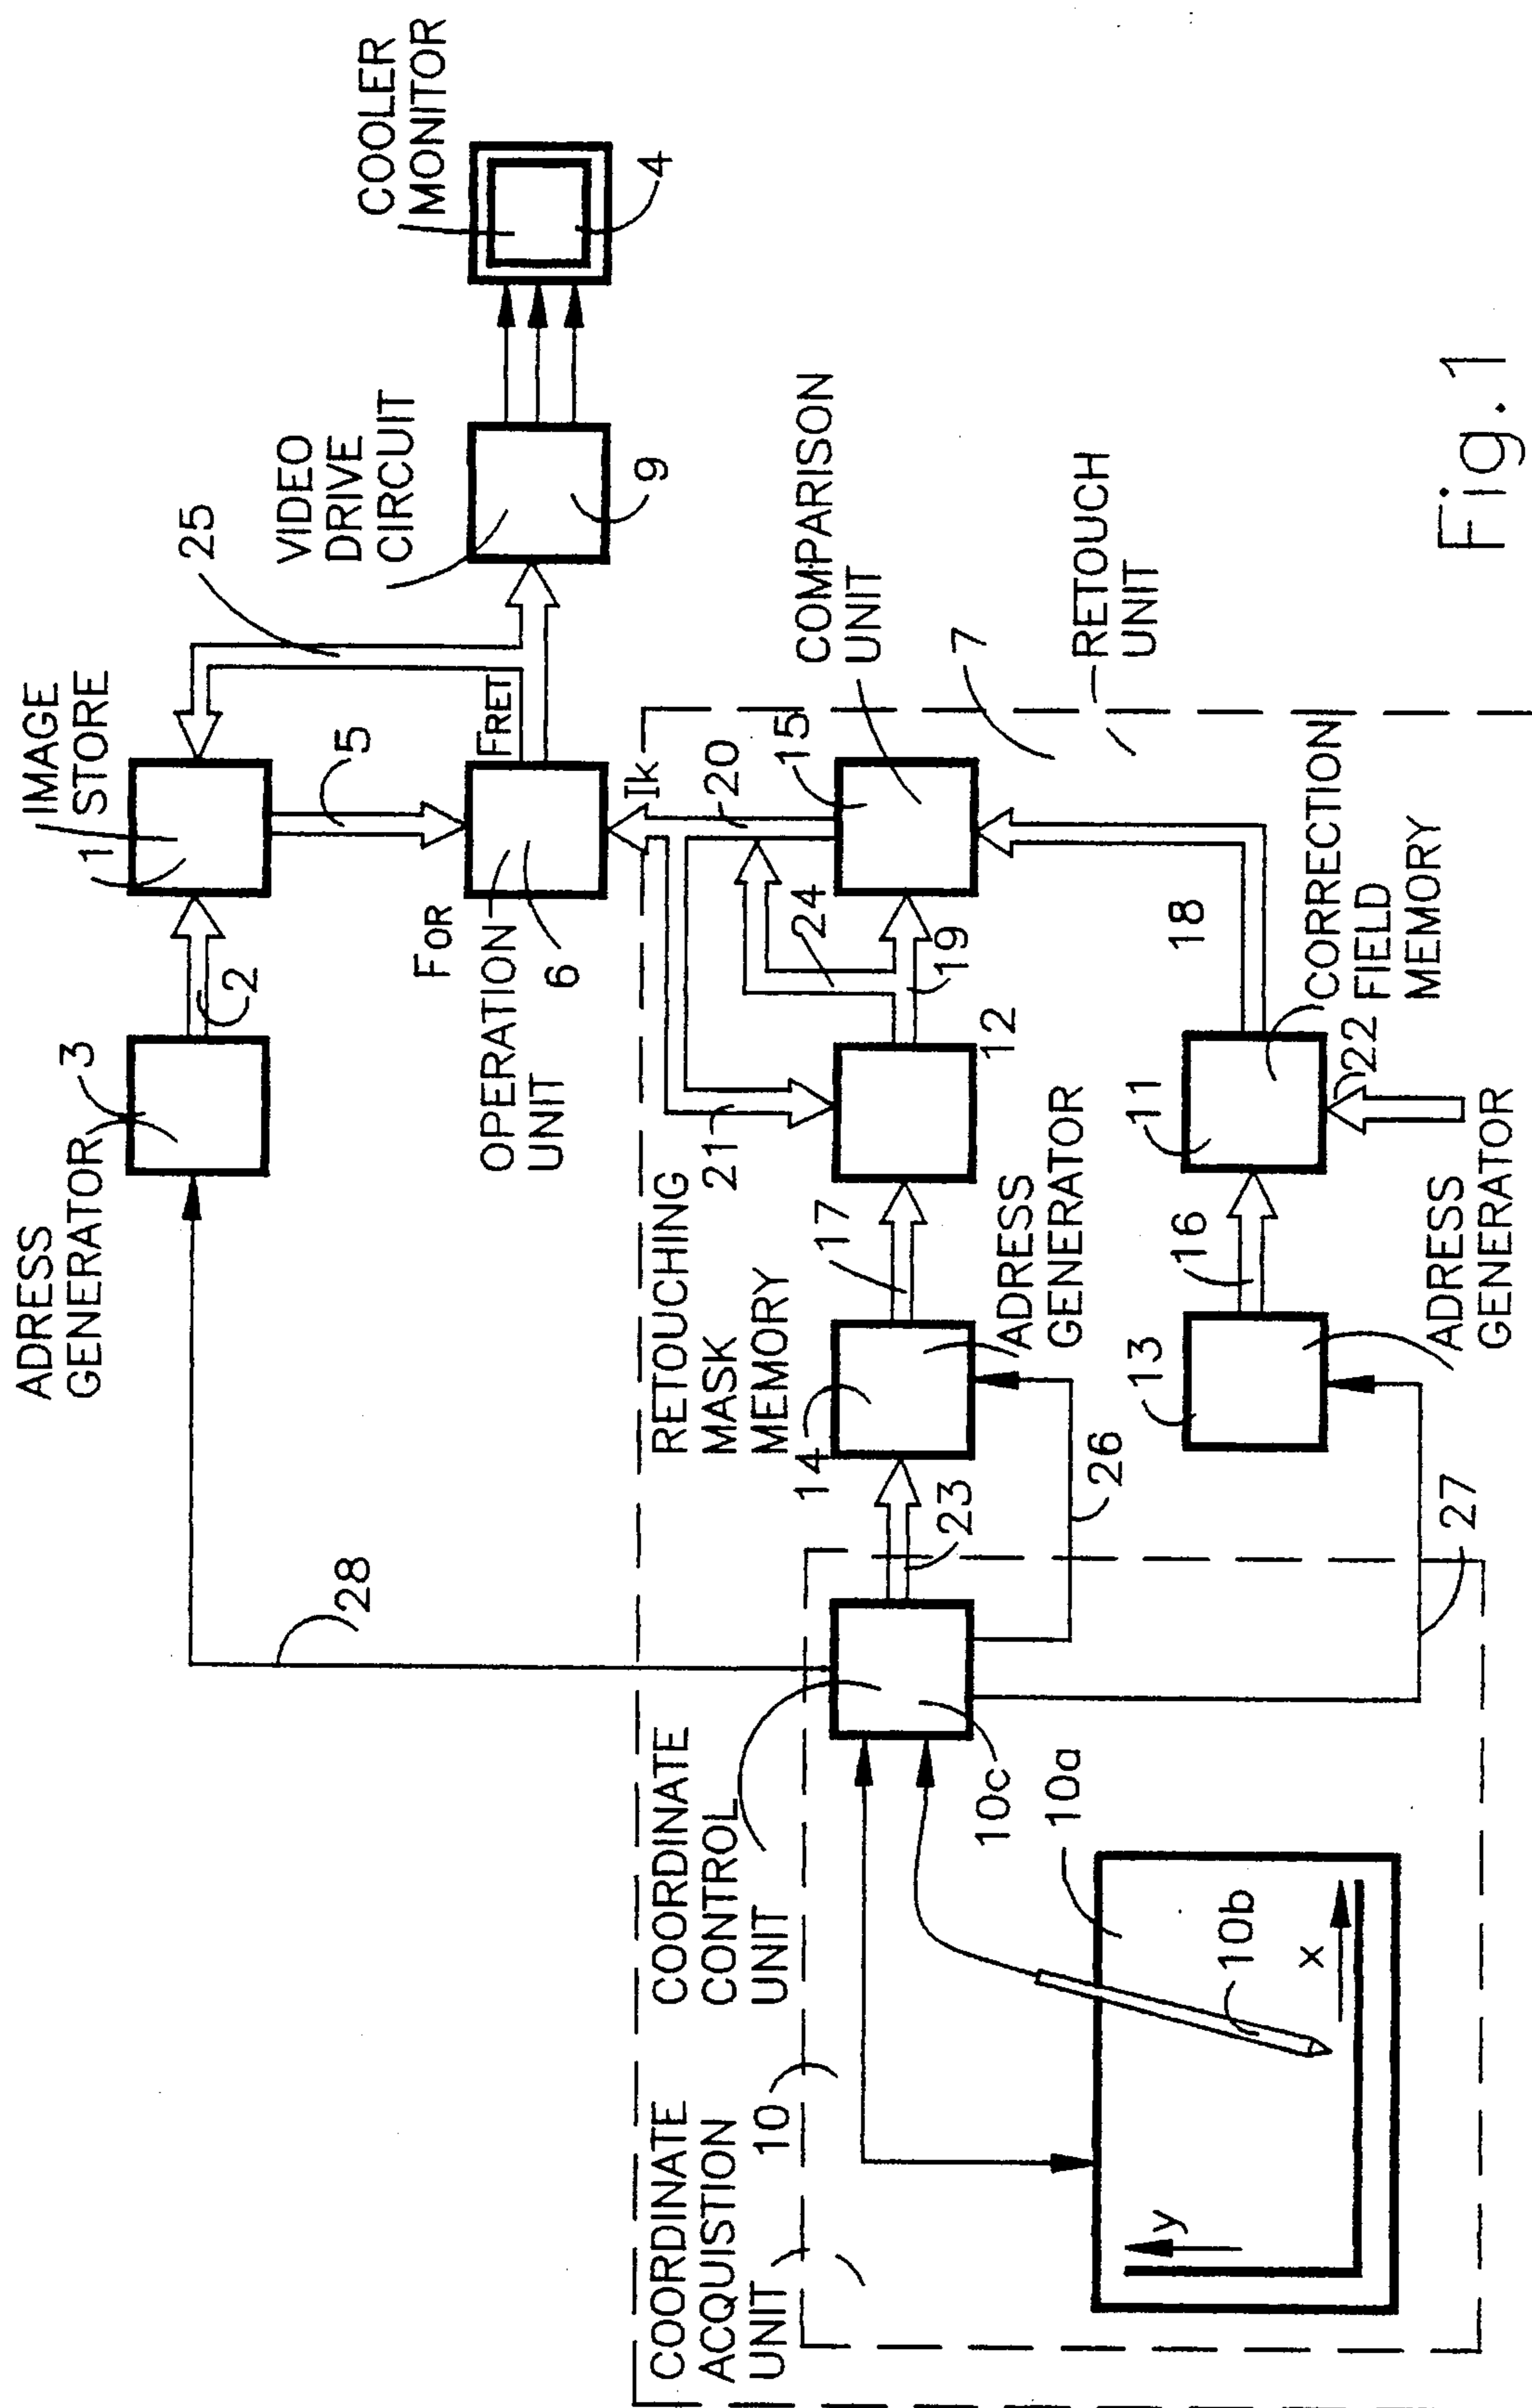 ADRESS
GENERATOR
3
2
IMAGE
STORE
1
25
5
28
VIDEO
DRIVE
CIRCUIT
9
COOLER
MONITOR
4
FOR
OPERATION
UNIT
6
FRET
Ik
COORDINATE
ACQUISTION
UNIT
10
COORDINATE
CONTROL
UNIT
10c
RETOUCHING
MASK
MEMORY
14
23
17
21
12
24
19
20
15
COMPARISON
UNIT
7
RETOUCH
UNIT
ADRESS
GENERATOR
26
10a
10b
y
x
27
13
16
11
18
22
CORRECTION
FIELD
MEMORY
ADRESS
GENERATOR
Fig. 1